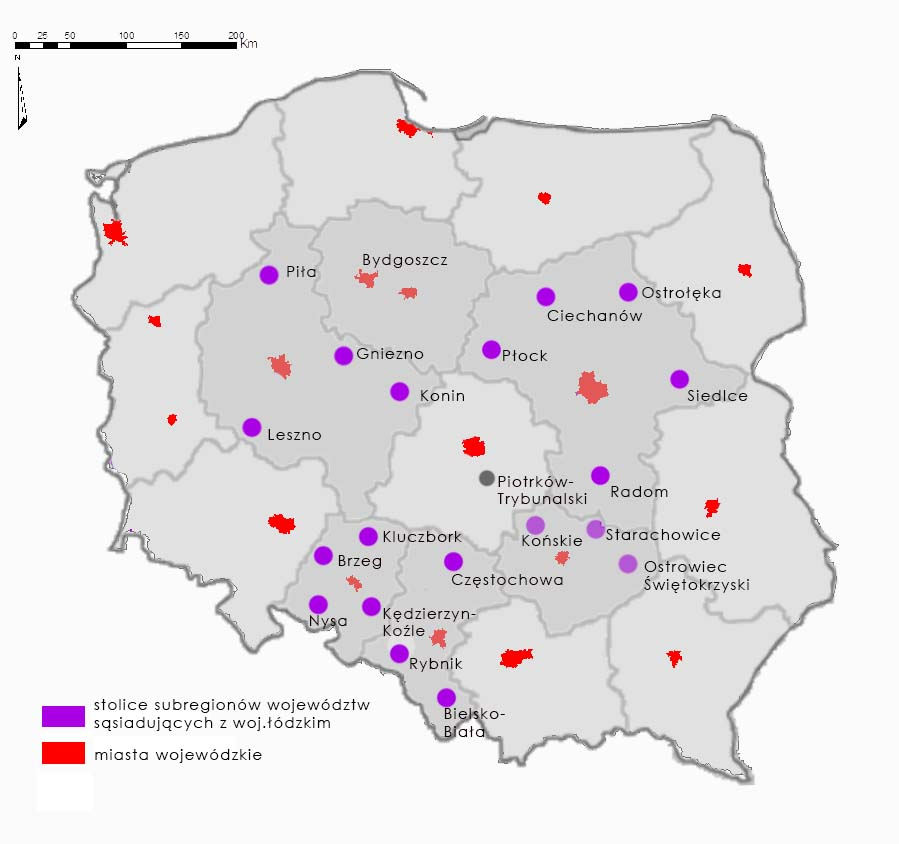 0 25 50 100 150 200
Km
N
Bydgoszcz
Piła
Ostrołęka
Ciechanów
Gniezno
Płock
Siedlce
Konin
Leszno
Piotrków-
Trybunalski
Radom
Kluczbork
Końskie
Starachowice
Brzeg
Częstochowa
Ostrowiec
Świętokrzyski
Nysa
Kędzierzyn-
Koźle
Rybnik
Bielsko-
Biała
stolice subregionów województw
sąsiadujących z woj.łódzkim
miasta wojewódzkie